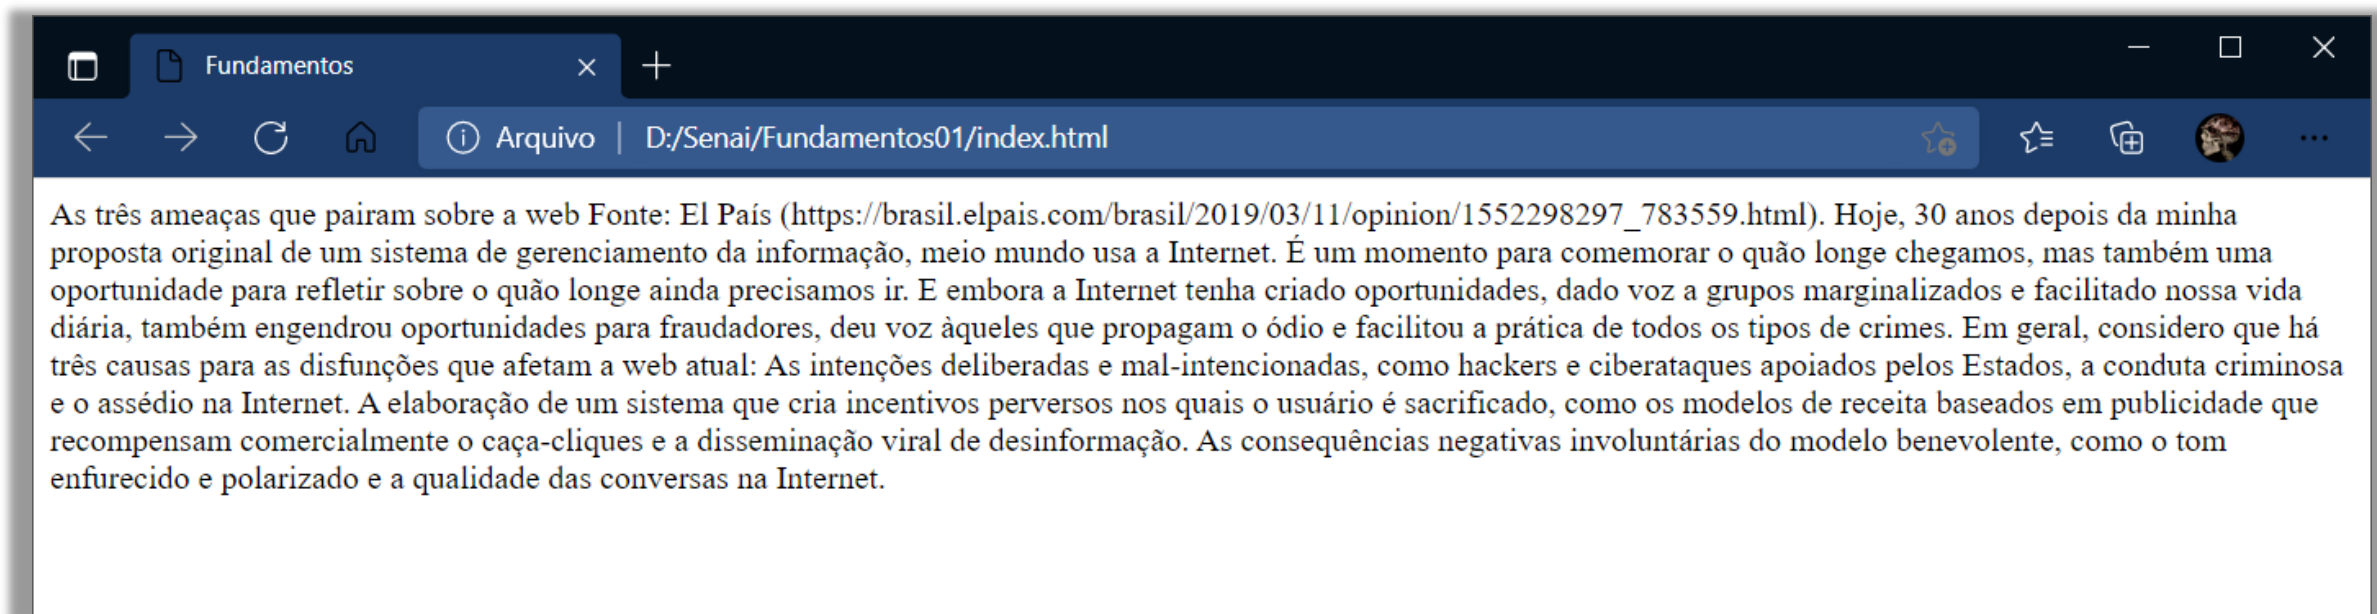 Fundamentos
Arquivo | D:/Senai/Fundamentos01/index.html
As três ameaças que pairam sobre a web Fonte: El País (https://brasil.elpais.com/brasil/2019/03/11/opinion/1552298297_783559.html). Hoje, 30 anos depois da minha
proposta original de um sistema de gerenciamento da informação, meio mundo usa a Internet. É um momento para comemorar o quão longe chegamos, mas também uma
oportunidade para refletir sobre o quão longe ainda precisamos ir. E embora a Internet tenha criado oportunidades, dado voz a grupos marginalizados e facilitado nossa vida
diária, também engendrou oportunidades para fraudadores, deu voz àqueles que propagam o ódio e facilitou a prática de todos os tipos de crimes. Em geral, considero que há
três causas para as disfunções que afetam a web atual: As intenções deliberadas e mal-intencionadas, como hackers e ciberataques apoiados pelos Estados, a conduta criminosa
e o assédio na Internet. A elaboração de um sistema que cria incentivos perversos nos quais o usuário é sacrificado, como os modelos de receita baseados em publicidade que
recompensam comercialmente o caça-cliques e a disseminação viral de desinformação. As consequências negativas involuntárias do modelo benevolente, como o tom
enfurecido e polarizado e a qualidade das conversas na Internet.